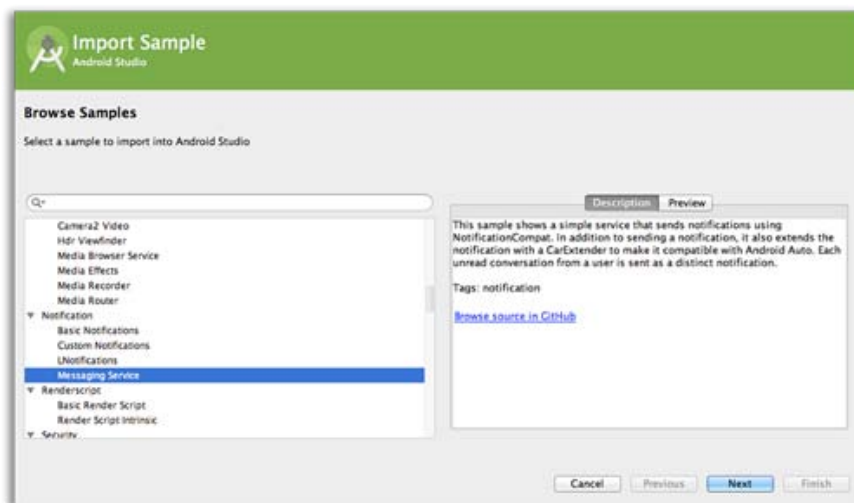 Import Sample
Android Studio
Browse Samples
Select a sample to import into Android Studio
Camera2 Video
Hdr Viewfinder
Media Browser Service
Media Effects
Media Recorder
Media Router
Notification
Basic Notifications
Custom Notifications
LNotifications
Messaging Service
Renderscript
Basic Render Script
Render Script Intrinsic
Security
Description Preview
This sample shows a simple service that sends notifications using
NotificationCompat. In addition to sending a notification, it also extends the
notification with a CarExtender to make it compatible with Android Auto. Each
unread conversation from a user is sent as a distinct notification.
Tags: notification
Browse source in GitHub
Cancel Previous Next Finish